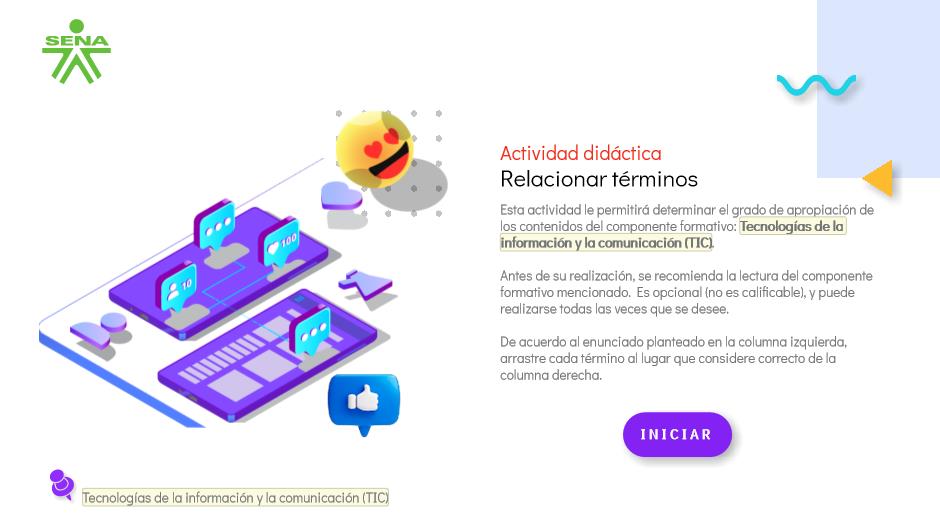 SENA
Actividad didáctica
Relacionar términos
Esta actividad le permitirá determinar el grado de apropiación de
los contenidos del componente formativo: Tecnologías de la
información y la comunicación (TIC).
Antes de su realización, se recomienda la lectura del componente
formativo mencionado. Es opcional (no es calificable), y puede
realizarse todas las veces que se desee.
De acuerdo al enunciado planteado en la columna izquierda,
arrastre cada término al lugar que considere correcto de la
columna derecha.
100
10
INICIAR
Tecnologías de la información y la comunicación (TIC)